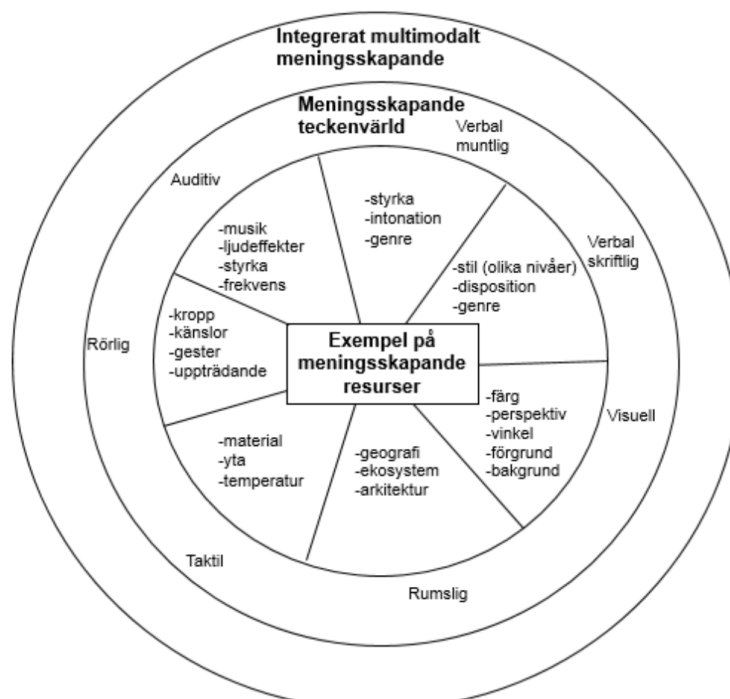 Integrerat multimodalt
meningsskapande
Meningsskapande
teckenvärld
Verbal
muntlig
-styrka
-intonation
-genre
Verbal
skriftlig
-stil (olika nivåer)
-disposition
-genre
Visuell
-färg
-perspektiv
-vinkel
-förgrund
-bakgrund
Rumslig
-geografi
-ekosystem
-arkitektur
Taktil
-material
-yta
-temperatur
Rörlig
-kropp
-känslor
-gester
-uppträdande
Auditiv
-musik
-ljudeffekter
-styrka
-frekvens
Exempel på
meningsskapande
resurser